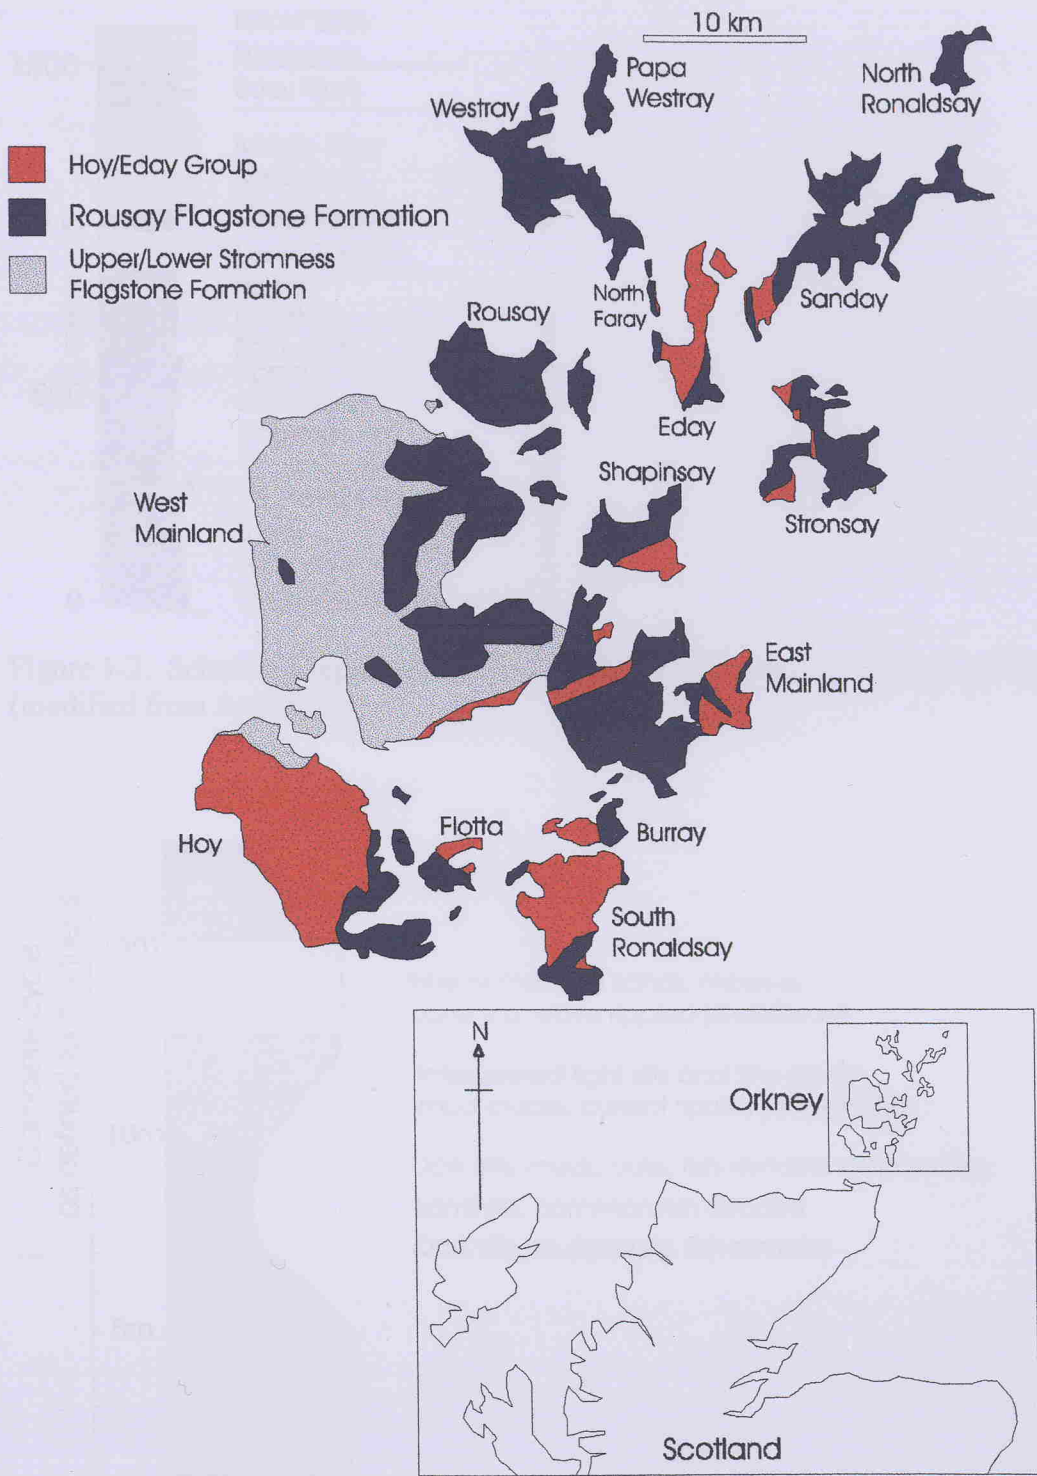 10 km
Papa
Westray
North
Ronaldsay
Westray
Hoy/Eday Group
Rousay Flagstone Formation
Upper/Lower Stromness
Flagstone Formation
North
Faray
Sanday
Rousay
Eday
Shapinsay
West
Mainland
Stronsay
East
Mainland
Hoy
Flotta
Burray
South
Ronaldsay
N
Orkney
Scotland